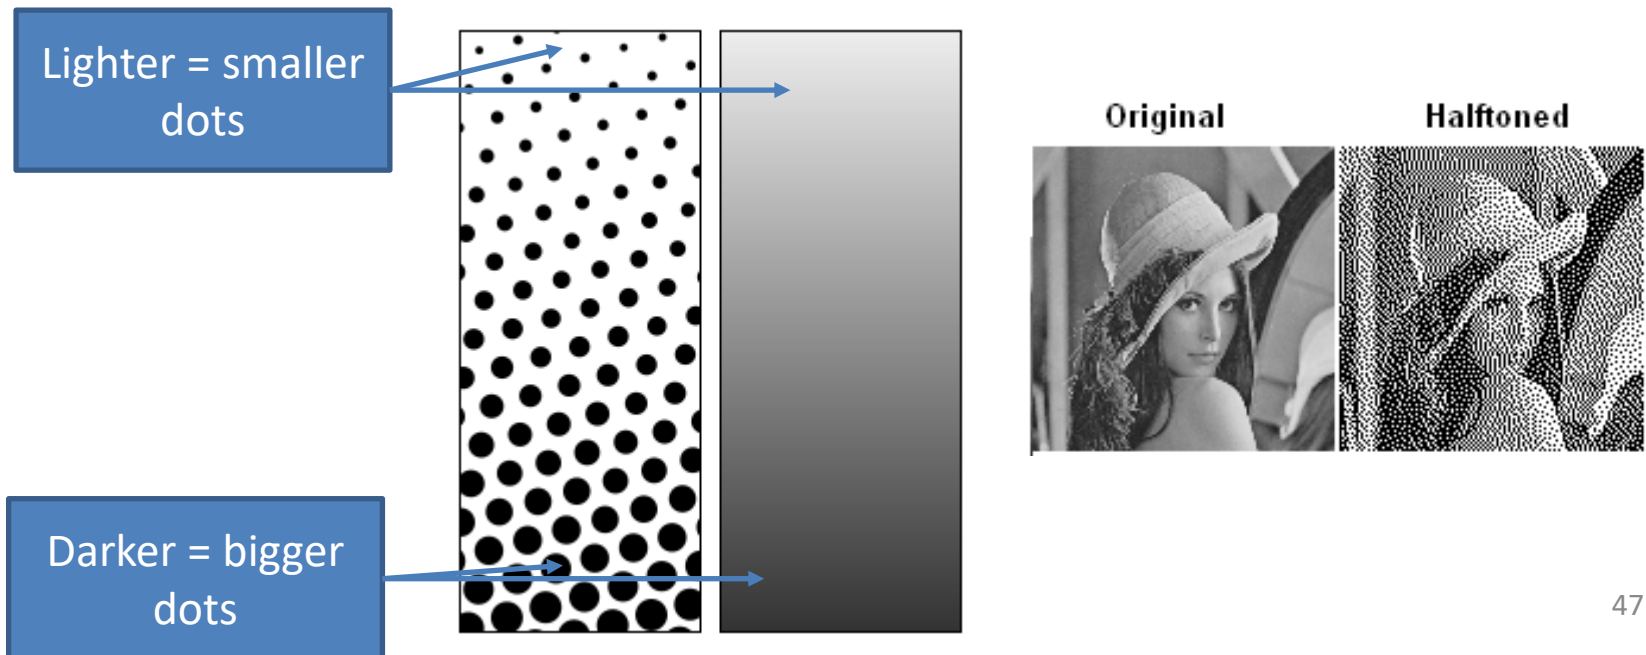 Lighter = smaller
dots
Original
Halftoned
Darker = bigger
dots
47